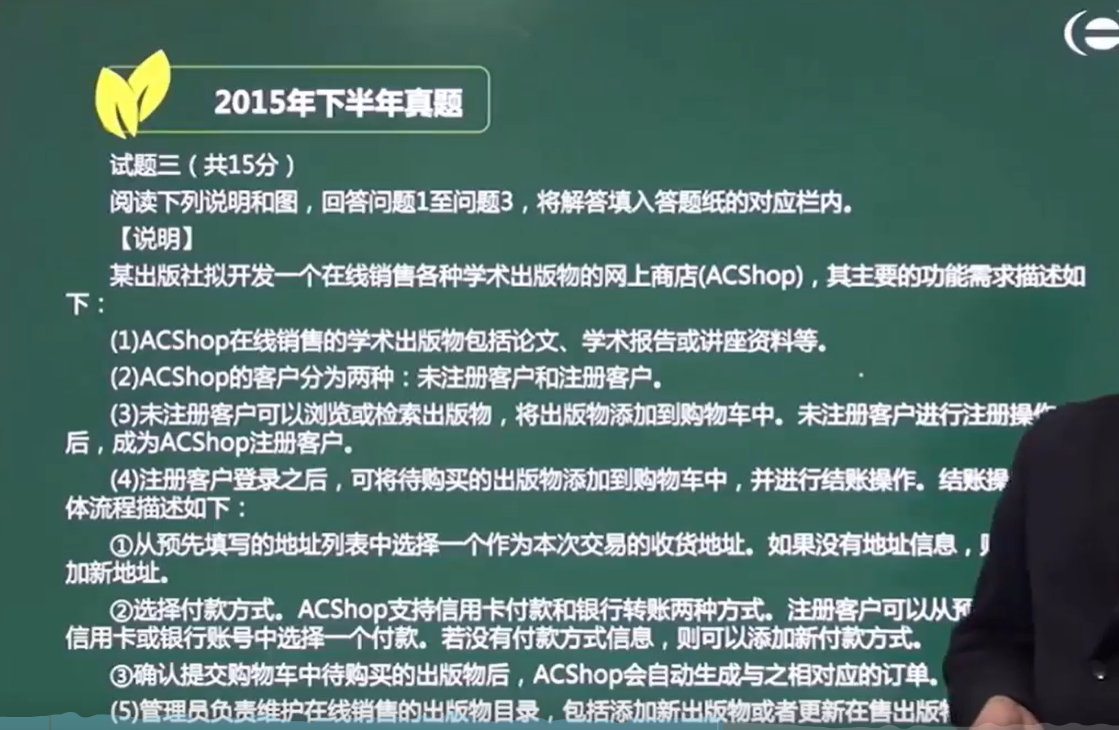 2015年下半年真题
试题三（共15分）
阅读下列说明和图，回答问题1至问题3，将解答填入答题纸的对应栏内。
【说明】
某出版社拟开发一个在线销售各种学术出版物的网上商店(ACShop)，其主要的功能需求描述如
下：
(1)ACShop在线销售的学术出版物包括论文、学术报告或讲座资料等。
(2)ACShop的客户分为两种：未注册客户和注册客户。
(3)未注册客户可以浏览或检索出版物，将出版物添加到购物车中。未注册客户进行注册操作
后，成为ACShop注册客户。
(4)注册客户登录之后，可将待购买的出版物添加到购物车中，并进行结账操作。结账操
体流程描述如下：
①从预先填写的地址列表中选择一个作为本次交易的收货地址。如果没有地址信息，则
加新地址。
②选择付款方式。ACShop支持信用卡付款和银行转账两种方式。注册客户可以从预
信用卡或银行账号中选择一个付款。若没有付款方式信息，则可以添加新付款方式。
③确认提交购物车中待购买的出版物后，ACShop会自动生成与之相对应的订单。
(5)管理员负责维护在线销售的出版物目录，包括添加新出版物或者更新在售出版物